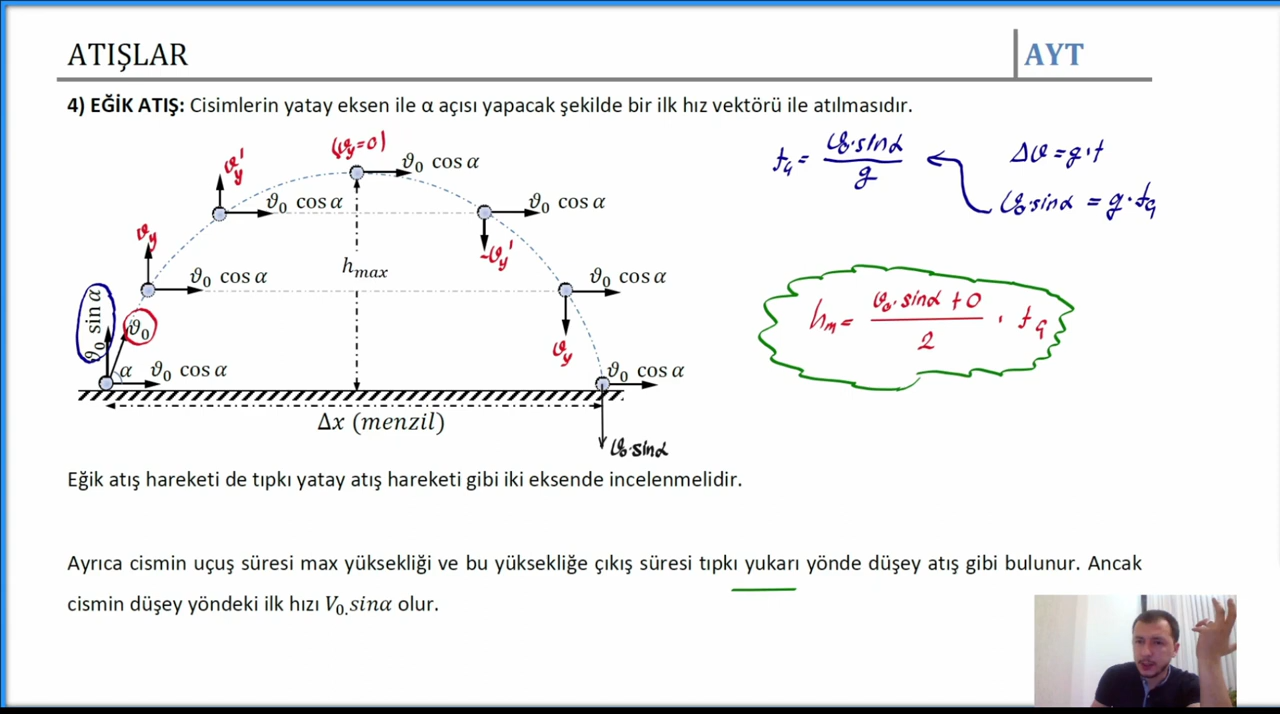 ATIŞLAR
AYT
4) EĞİK ATIŞ: Cisimlerin yatay eksen ile α açısı yapacak şekilde bir ilk hız vektörü ile atılmasıdır.
(ϑy=0)
ϑ0 cos α
ϑy'
ϑ0 cos α
ϑ0 cos α
-ϑy'
ϑy
ϑ0 cos α
hmax
ϑ0 cos α
ϑy
ϑ0 sin α
ϑ0
α
ϑ0 cos α
ϑ0 cos α
Δx (menzil)
ϑ0·sinα
tç = ϑ0·sinα / g
Δϑ = g·t
ϑ0·sinα = g·tç
hm = (ϑ0·sinα + 0) / 2 · tç
Eğik atış hareketi de tıpkı yatay atış hareketi gibi iki eksende incelenmelidir.
Ayrıca cismin uçuş süresi max yüksekliği ve bu yüksekliğe çıkış süresi tıpkı yukarı yönde düşey atış gibi bulunur. Ancak
cismin düşey yöndeki ilk hızı V0.sinα olur.